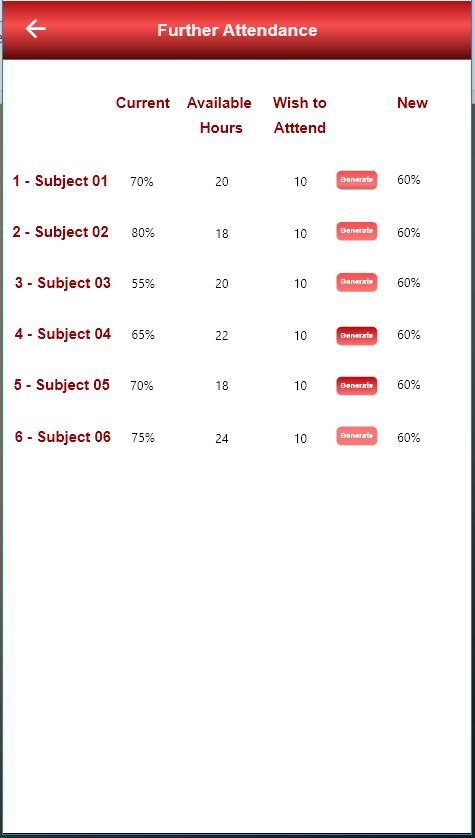 Further Attendance
Current Available Wish to New
Hours Atttend
1 - Subject 01 70% 20 10 Generate 60%
2 - Subject 02 80% 18 10 Generate 60%
3 - Subject 03 55% 20 10 Generate 60%
4 - Subject 04 65% 22 10 Generate 60%
5 - Subject 05 70% 18 10 Generate 60%
6 - Subject 06 75% 24 10 Generate 60%